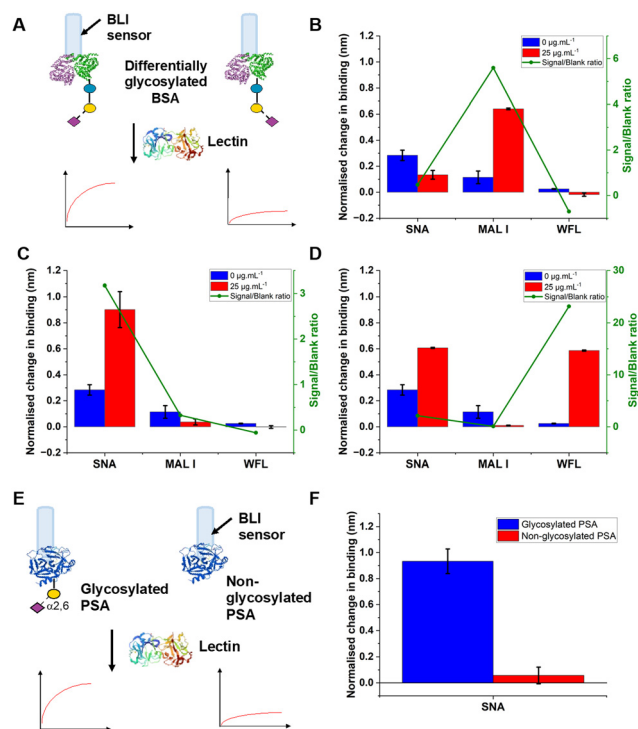 A
BLI
sensor
Differentially
glycosylated
BSA
Lectin
B
Normalised change in binding (nm)
1.2
1.0
0.8
0.6
0.4
0.2
0.0
−0.2
0 µg.mL⁻¹
25 µg.mL⁻¹
Signal/Blank ratio
6
4
2
0
Signal/Blank ratio
SNA MAL I WFL
C
Normalised change in binding (nm)
1.2
1.0
0.8
0.6
0.4
0.2
0.0
−0.2
0 µg.mL⁻¹
25 µg.mL⁻¹
Signal/Blank ratio
3
2
1
0
Signal/Blank ratio
SNA MAL I WFL
D
Normalised change in binding (nm)
1.2
1.0
0.8
0.6
0.4
0.2
0.0
−0.2
0 µg.mL⁻¹
25 µg.mL⁻¹
Signal/Blank ratio
30
20
10
0
Signal/Blank ratio
SNA MAL I WFL
E
BLI
sensor
α2,6
Glycosylated
PSA
Non-
glycosylated
PSA
Lectin
F
Normalised change in binding (nm)
1.2
1.0
0.8
0.6
0.4
0.2
0.0
Glycosylated PSA
Non-glycosylated PSA
SNA